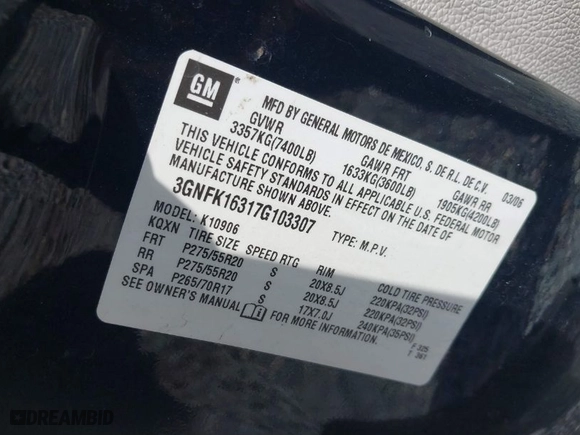 GM
MFD BY GENERAL MOTORS DE MEXICO, S. DE R.L. DE C.V. 03/06
GVWR GAWR FRT GAWR RR
3357KG(7400LB) 1633KG(3600LB) 1905KG(4200LB)
THIS VEHICLE CONFORMS TO ALL APPLICABLE U.S. FEDERAL MOTOR
VEHICLE SAFETY STANDARDS IN EFFECT ON THE DATE OF
MANUFACTURE SHOWN ABOVE.
3GNFK16317G103307 TYPE: M.P.V.
MODEL: K10906
KQXN TIRE SIZE SPEED RTG RIM COLD TIRE PRESSURE
FRT P275/55R20 S 20X8.5J 220KPA(32PSI)
RR P275/55R20 S 20X8.5J 220KPA(32PSI)
SPA P265/70R17 S 17X7.0J 240KPA(35PSI)
SEE OWNER'S MANUAL FOR MORE INFORMATION.
F 325
T 361
DREAMBID